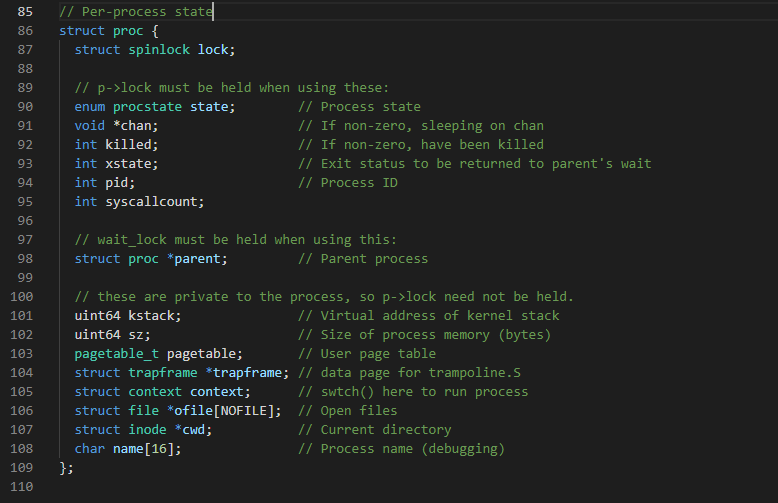 85 // Per-process state
86 struct proc {
87 struct spinlock lock;
88
89 // p->lock must be held when using these:
90 enum procstate state; // Process state
91 void *chan; // If non-zero, sleeping on chan
92 int killed; // If non-zero, have been killed
93 int xstate; // Exit status to be returned to parent's wait
94 int pid; // Process ID
95 int syscallcount;
96
97 // wait_lock must be held when using this:
98 struct proc *parent; // Parent process
99
100 // these are private to the process, so p->lock need not be held.
101 uint64 kstack; // Virtual address of kernel stack
102 uint64 sz; // Size of process memory (bytes)
103 pagetable_t pagetable; // User page table
104 struct trapframe *trapframe; // data page for trampoline.S
105 struct context context; // swtch() here to run process
106 struct file *ofile[NOFILE]; // Open files
107 struct inode *cwd; // Current directory
108 char name[16]; // Process name (debugging)
109 };
110